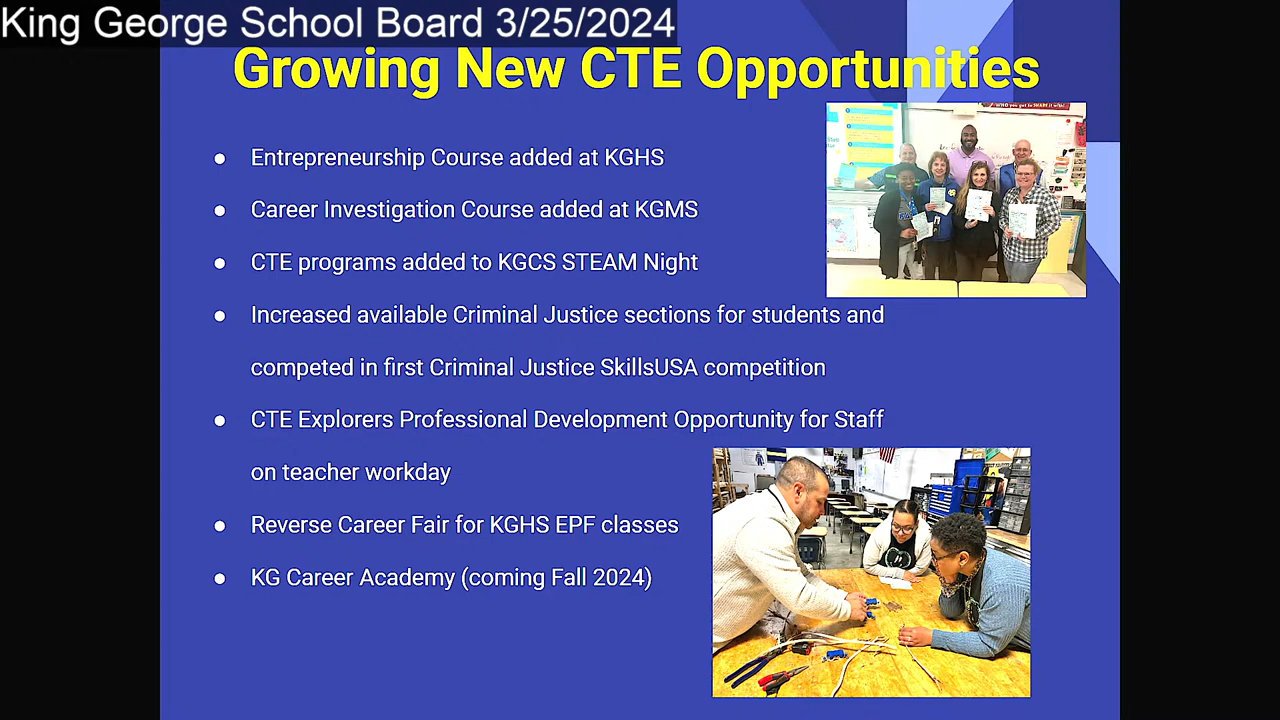 King George School Board 3/25/2024
Growing New CTE Opportunities
● Entrepreneurship Course added at KGHS
● Career Investigation Course added at KGMS
● CTE programs added to KGCS STEAM Night
● Increased available Criminal Justice sections for students and
competed in first Criminal Justice SkillsUSA competition
● CTE Explorers Professional Development Opportunity for Staff
on teacher workday
● Reverse Career Fair for KGHS EPF classes
● KG Career Academy (coming Fall 2024)